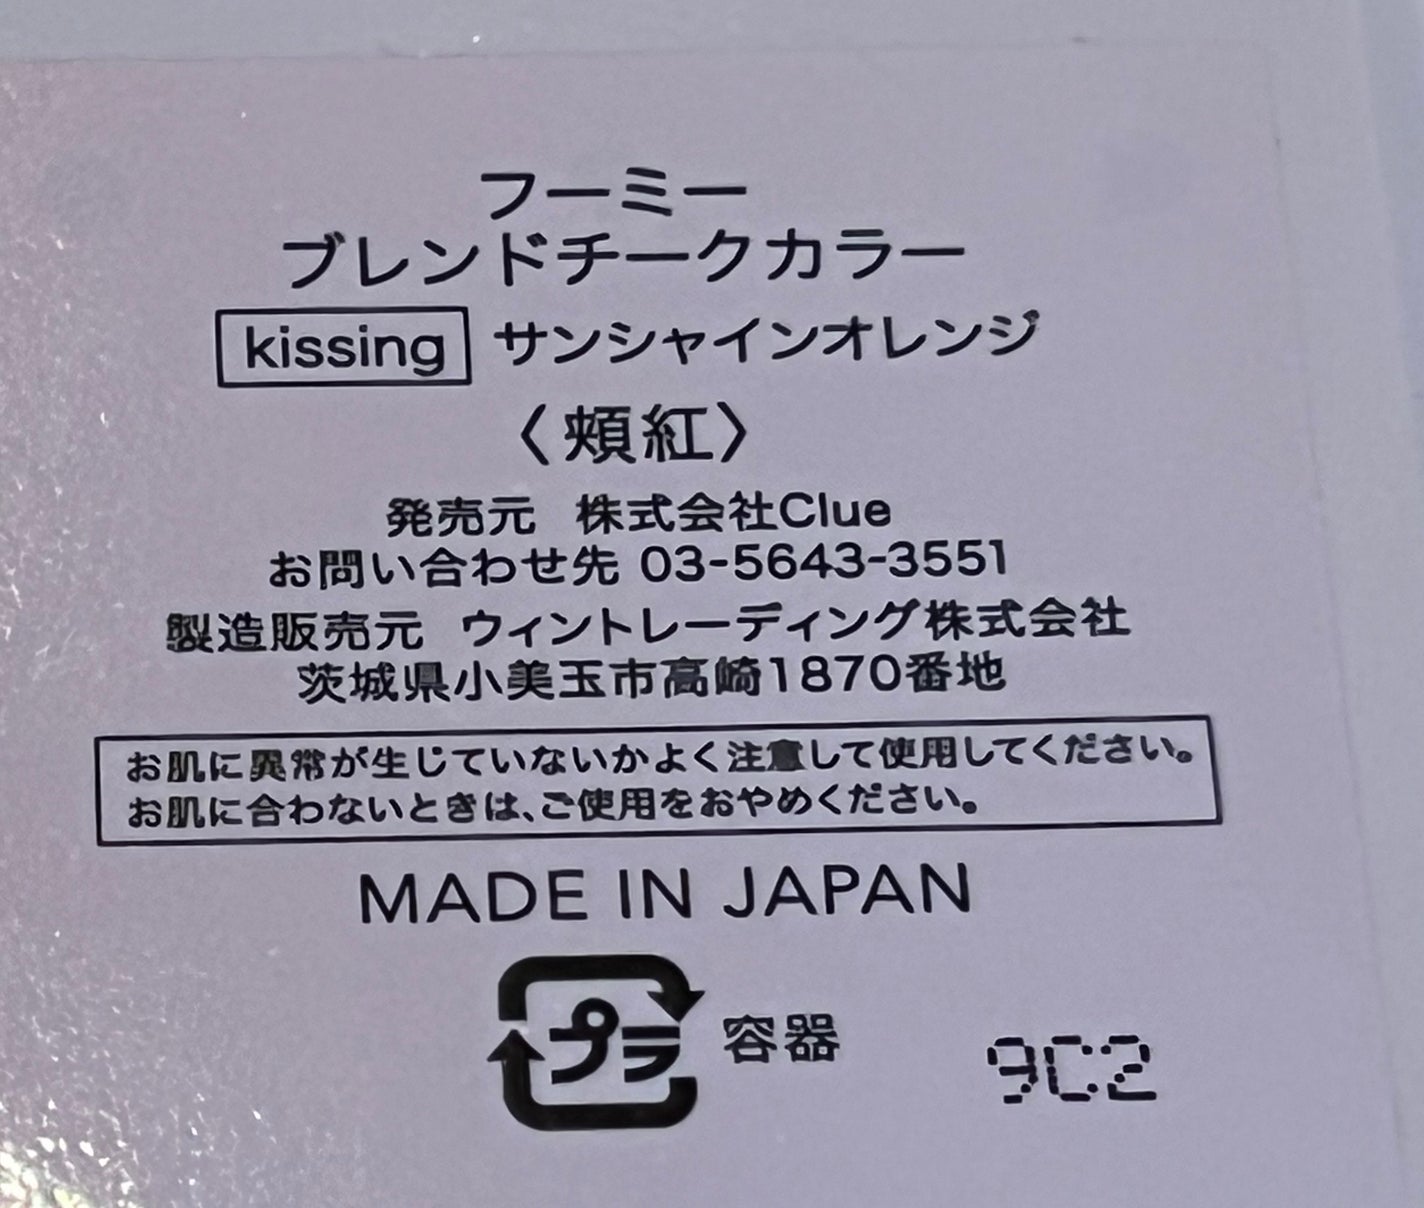 フーミー
ブレンドチークカラー
kissing サンシャインオレンジ
〈頬紅〉
発売元 株式会社Clue
お問い合わせ先 03-5643-3551
製造販売元 ウィントレーディング株式会社
茨城県小美玉市高崎1870番地
お肌に異常が生じていないかよく注意して使用してください。
お肌に合わないときは、ご使用をおやめください。
MADE IN JAPAN
プラ 容器
9C2